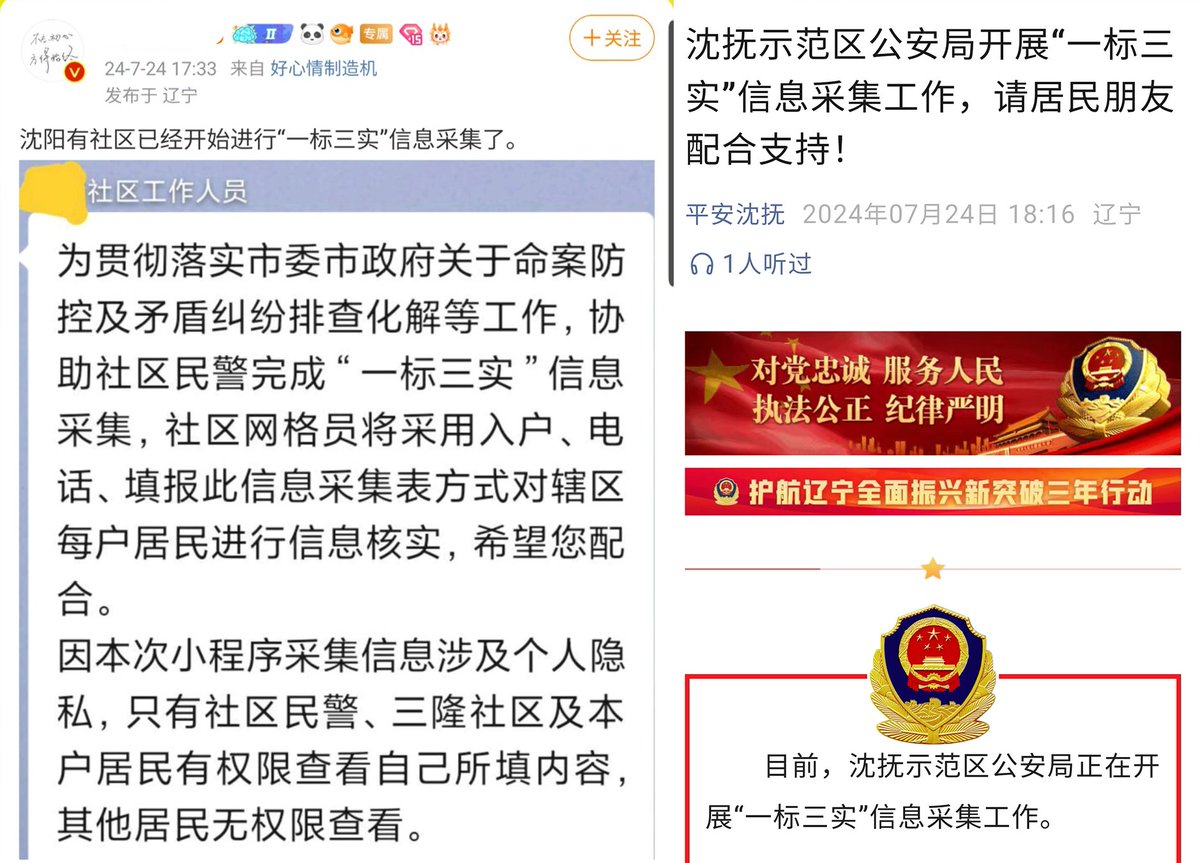 24-7-24 17:33 来自 好心情制造机
发布于 辽宁
+关注
沈阳有社区已经开始进行“一标三实”信息采集了。
社区工作人员
为贯彻落实市委市政府关于命案防
控及矛盾纠纷排查化解等工作,协
助社区民警完成“一标三实”信息
采集,社区网格员将采用入户、电
话、填报此信息采集表方式对辖区
每户居民进行信息核实,希望您配
合。
因本次小程序采集信息涉及个人隐
私,只有社区民警、三隆社区及本
户居民有权限查看自己所填内容,
其他居民无权限查看。
沈抚示范区公安局开展“一标三
实”信息采集工作，请居民朋友
配合支持！
平安沈抚 2024年07月24日 18:16 辽宁
1人听过
对党忠诚 服务人民
执法公正 纪律严明
护航辽宁全面振兴新突破三年行动
目前，沈抚示范区公安局正在开
展“一标三实”信息采集工作。